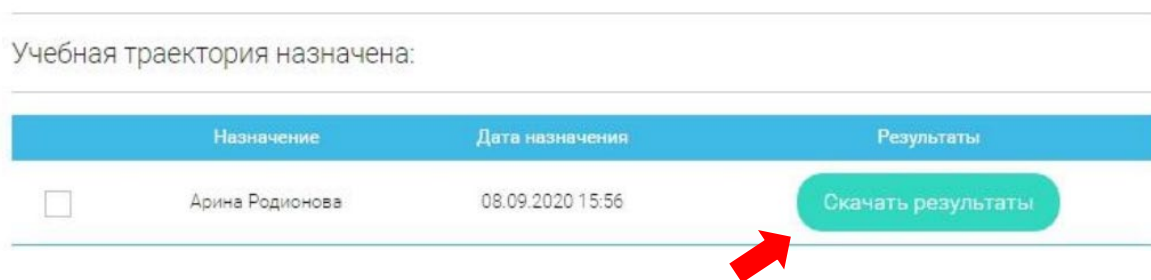 Учебная траектория назначена:
Назначение Дата назначения Результаты
Арина Родионова 08.09.2020 15:56 Скачать результаты